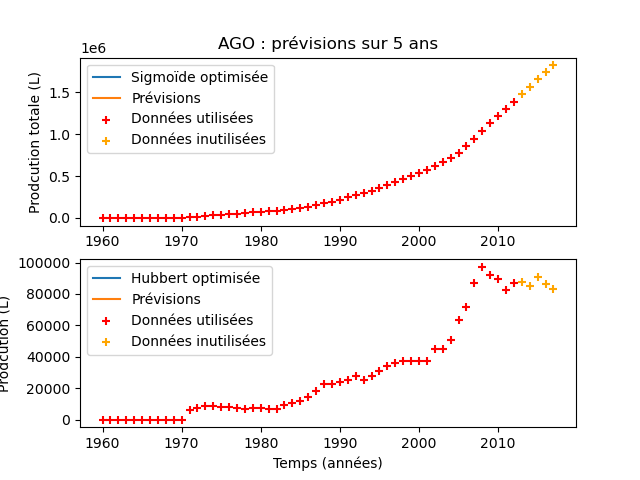 AGO : prévisions sur 5 ans
1e6
Prodcution totale (L)
1.5
1.0
0.5
0.0
Sigmoïde optimisée
Prévisions
Données utilisées
Données inutilisées
1960 1970 1980 1990 2000 2010
Prodcution (L)
100000
80000
60000
40000
20000
0
Hubbert optimisée
Prévisions
Données utilisées
Données inutilisées
1960 1970 1980 1990 2000 2010
Temps (années)